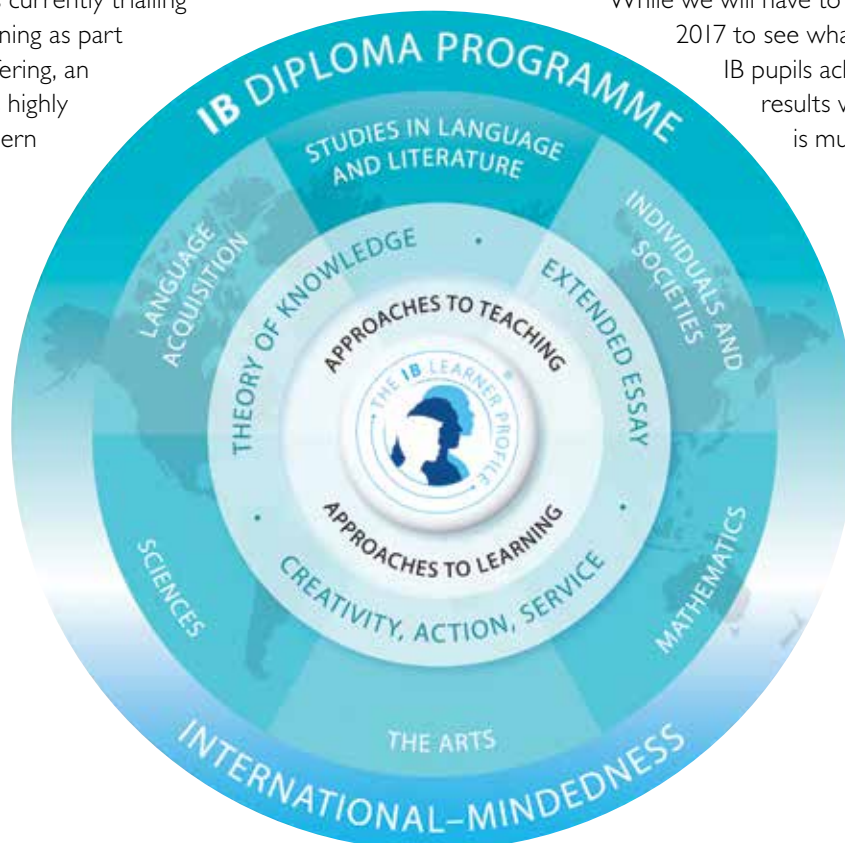 s currently trialling
ning as part
fering, an
highly
ern
While we will have to
2017 to see wha
IB pupils ac
results v
is mu
IB DIPLOMA PROGRAMME
STUDIES IN LANGUAGE
AND LITERATURE
LANGUAGE
ACQUISITION
INDIVIDUALS AND
SOCIETIES
THEORY OF KNOWLEDGE
EXTENDED ESSAY
APPROACHES TO TEACHING
• THE IB LEARNER PROFILE •
®
APPROACHES TO LEARNING
CREATIVITY, ACTION, SERVICE
SCIENCES
MATHEMATICS
THE ARTS
INTERNATIONAL–MINDEDNESS